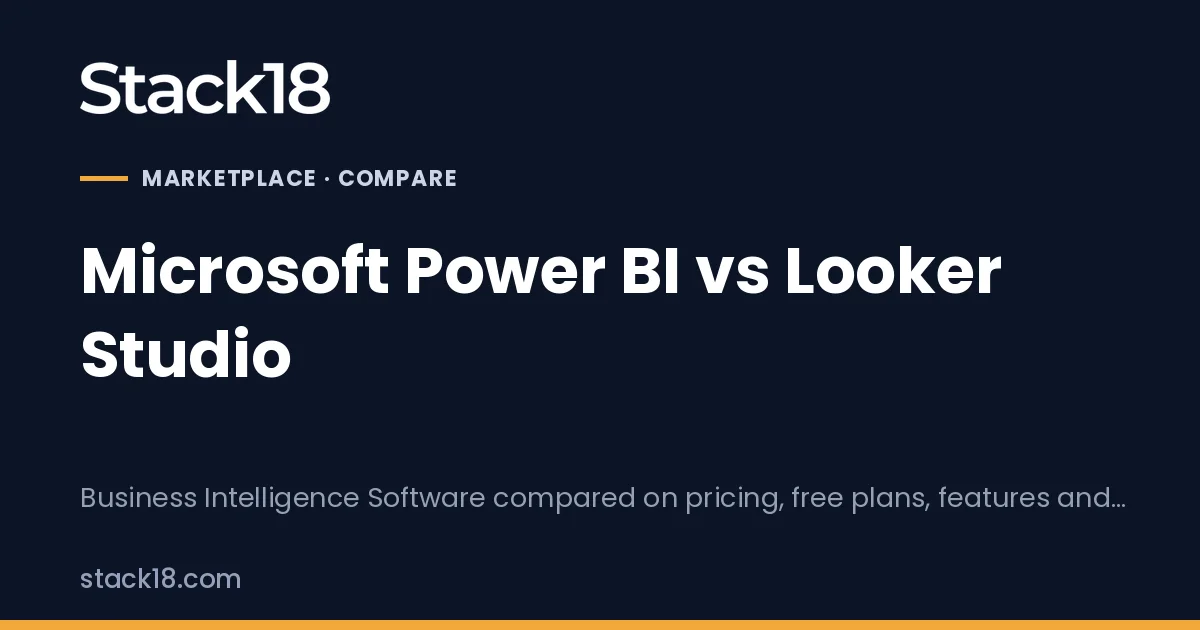 Stack18
MARKETPLACE · COMPARE
Microsoft Power BI vs Looker
Studio
Business Intelligence Software compared on pricing, free plans, features and...
stack18.com